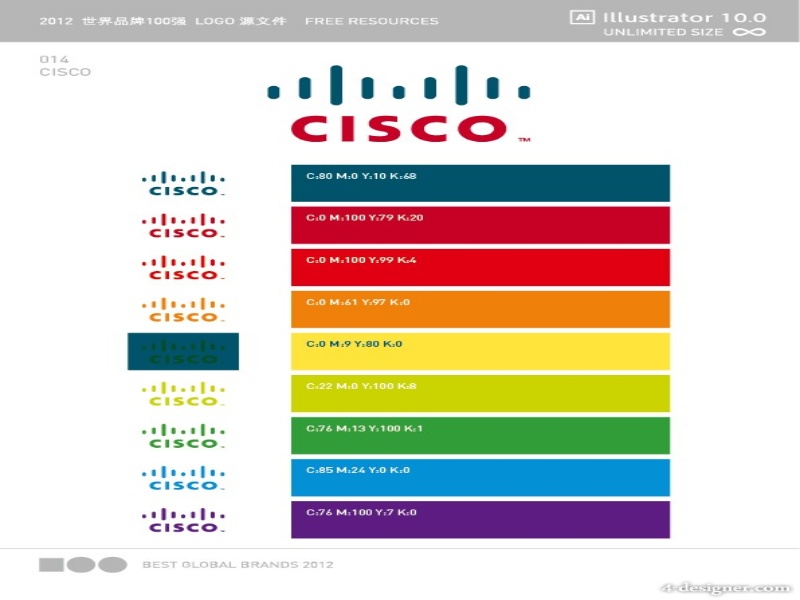 2012 世界品牌100強 LOGO 源文件 FREE RESOURCES
Ai Illustrator 10.0
UNLIMITED SIZE
014
CISCO
CISCO™
CISCO C:80 M:0 Y:10 K:68
CISCO C:0 M:100 Y:79 K:20
CISCO C:0 M:100 Y:99 K:4
CISCO C:0 M:61 Y:97 K:0
CISCO C:0 M:9 Y:80 K:0
CISCO C:22 M:0 Y:100 K:8
CISCO C:76 M:13 Y:100 K:1
CISCO C:85 M:24 Y:0 K:0
CISCO C:76 M:100 Y:7 K:0
BEST GLOBAL BRANDS 2012
4-designer.com